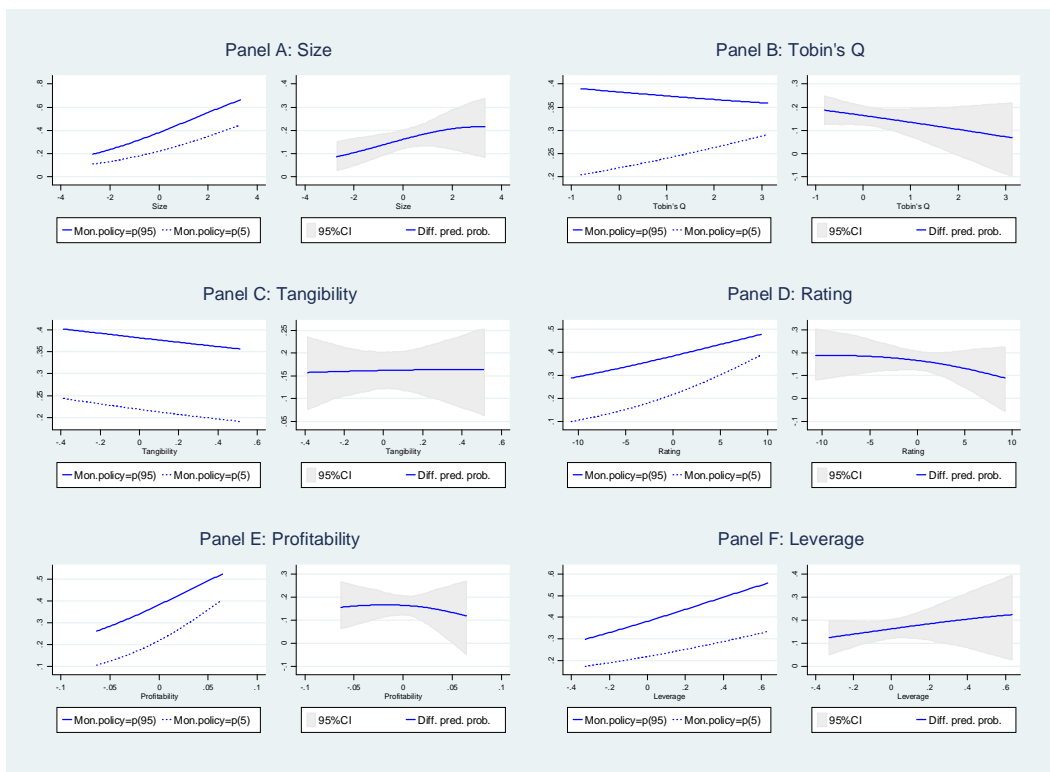 Panel A: Size
Panel B: Tobin's Q
0 .2 .4 .6 .8
-4 -2 0 2 4
Size
Mon.policy=p(95) Mon.policy=p(5)
0 .1 .2 .3 .4
-4 -2 0 2 4
Size
95%CI Diff. pred. prob.
.2 .25 .3 .35 .4
-1 0 1 2 3
Tobin's Q
Mon.policy=p(95) Mon.policy=p(5)
-.1 0 .1 .2 .3
-1 0 1 2 3
Tobin's Q
95%CI Diff. pred. prob.
Panel C: Tangibility
Panel D: Rating
.2 .25 .3 .35 .4
-.4 -.2 0 .2 .4 .6
Tangibility
Mon.policy=p(95) Mon.policy=p(5)
.05 .1 .15 .2 .25
-.4 -.2 0 .2 .4 .6
Tangibility
95%CI Diff. pred. prob.
.1 .2 .3 .4 .5
-10 -5 0 5 10
Rating
Mon.policy=p(95) Mon.policy=p(5)
-.1 0 .1 .2 .3
-10 -5 0 5 10
Rating
95%CI Diff. pred. prob.
Panel E: Profitability
Panel F: Leverage
.1 .2 .3 .4 .5
-.1 -.05 0 .05 .1
Profitability
Mon.policy=p(95) Mon.policy=p(5)
-.1 0 .1 .2 .3
-.1 -.05 0 .05 .1
Profitability
95%CI Diff. pred. prob.
.2 .3 .4 .5 .6
-.4 -.2 0 .2 .4 .6
Leverage
Mon.policy=p(95) Mon.policy=p(5)
0 .1 .2 .3 .4
-.4 -.2 0 .2 .4 .6
Leverage
95%CI Diff. pred. prob.